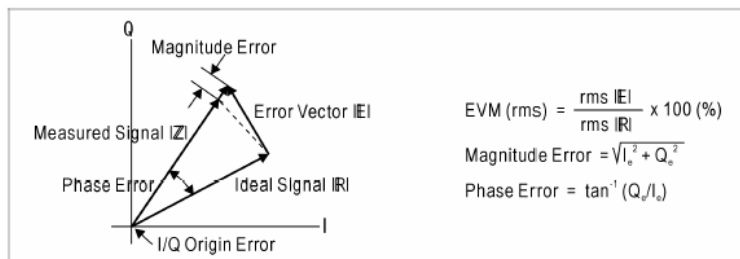 Q
Magnitude Error
Error Vector |E|
Measured Signal |Z|
Phase Error
Ideal Signal |R|
I
I/Q Origin Error
EVM (rms) = rms |E| / rms |R| x 100 (%)
Magnitude Error = √Ie² + Qe²
Phase Error = tan⁻¹ (Qe/Ie)